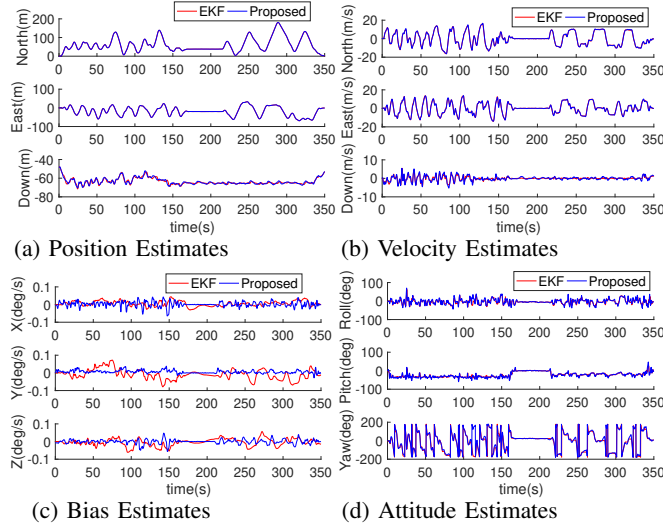 EKF Proposed
North(m)
200
100
0
0 50 100 150 200 250 300 350
East(m)
100
0
-100
0 50 100 150 200 250 300 350
Down(m)
-40
-60
-80
0 50 100 150 200 250 300 350
time(s)
(a) Position Estimates
EKF Proposed
North(m/s)
20
0
-20
0 50 100 150 200 250 300 350
East(m/s)
20
0
-20
0 50 100 150 200 250 300 350
Down(m/s)
10
0
-10
0 50 100 150 200 250 300 350
time(s)
(b) Velocity Estimates
EKF Proposed
X(deg/s)
0.1
0
-0.1
0 50 100 150 200 250 300 350
Y(deg/s)
0.1
0
-0.1
0 50 100 150 200 250 300 350
Z(deg/s)
0.1
0
-0.1
0 50 100 150 200 250 300 350
time(s)
(c) Bias Estimates
EKF Proposed
Roll(deg)
100
0
-100
0 50 100 150 200 250 300 350
Pitch(deg)
100
0
-100
0 50 100 150 200 250 300 350
Yaw(deg)
200
0
-200
0 50 100 150 200 250 300 350
time(s)
(d) Attitude Estimates